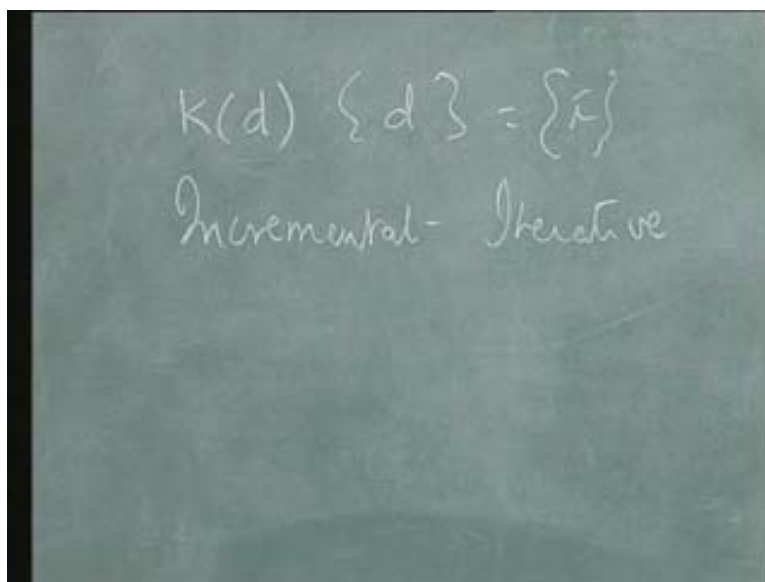 K(d) {d} = {r}
Incremental- Iterative